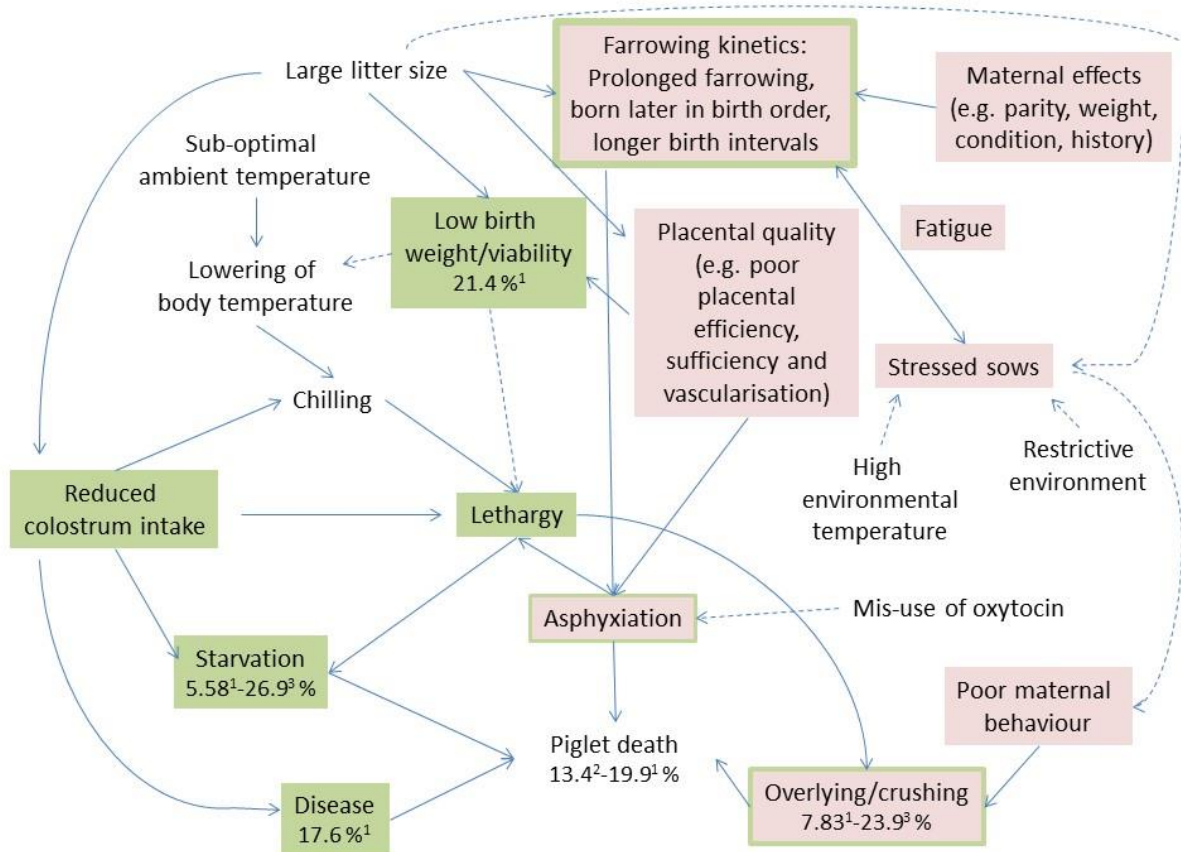 Large litter size
Farrowing kinetics:
Prolonged farrowing,
born later in birth order,
longer birth intervals
Maternal effects
(e.g. parity, weight,
condition, history)
Sub-optimal
ambient temperature
Low birth
weight/viability
21.4 %¹
Placental quality
(e.g. poor
placental
efficiency,
sufficiency and
vascularisation)
Fatigue
Lowering of
body temperature
Stressed sows
Chilling
High
environmental
temperature
Restrictive
environment
Reduced
colostrum intake
Lethargy
Asphyxiation
Mis-use of oxytocin
Starvation
5.58¹-26.9³ %
Poor maternal
behaviour
Piglet death
13.4²-19.9¹ %
Disease
17.6 %¹
Overlying/crushing
7.83¹-23.9³ %